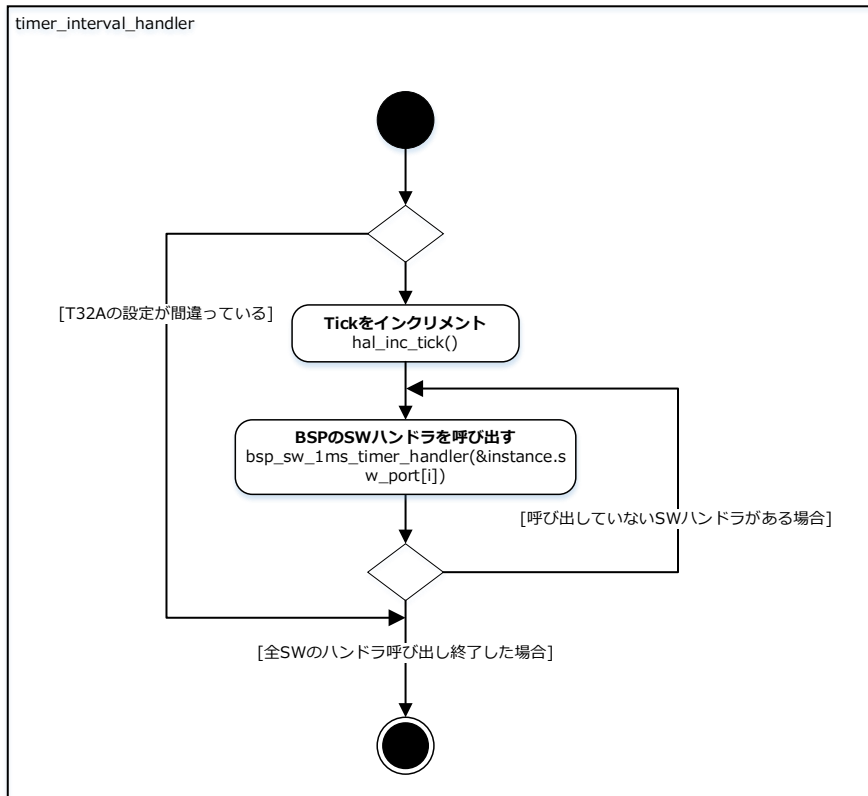 timer_interval_handler
[T32Aの設定が間違っている]
Tickをインクリメント
hal_inc_tick()
BSPのSWハンドラを呼び出す
bsp_sw_1ms_timer_handler(&instance.s
w_port[i])
[呼び出していないSWハンドラがある場合]
[全SWのハンドラ呼び出し終了した場合]